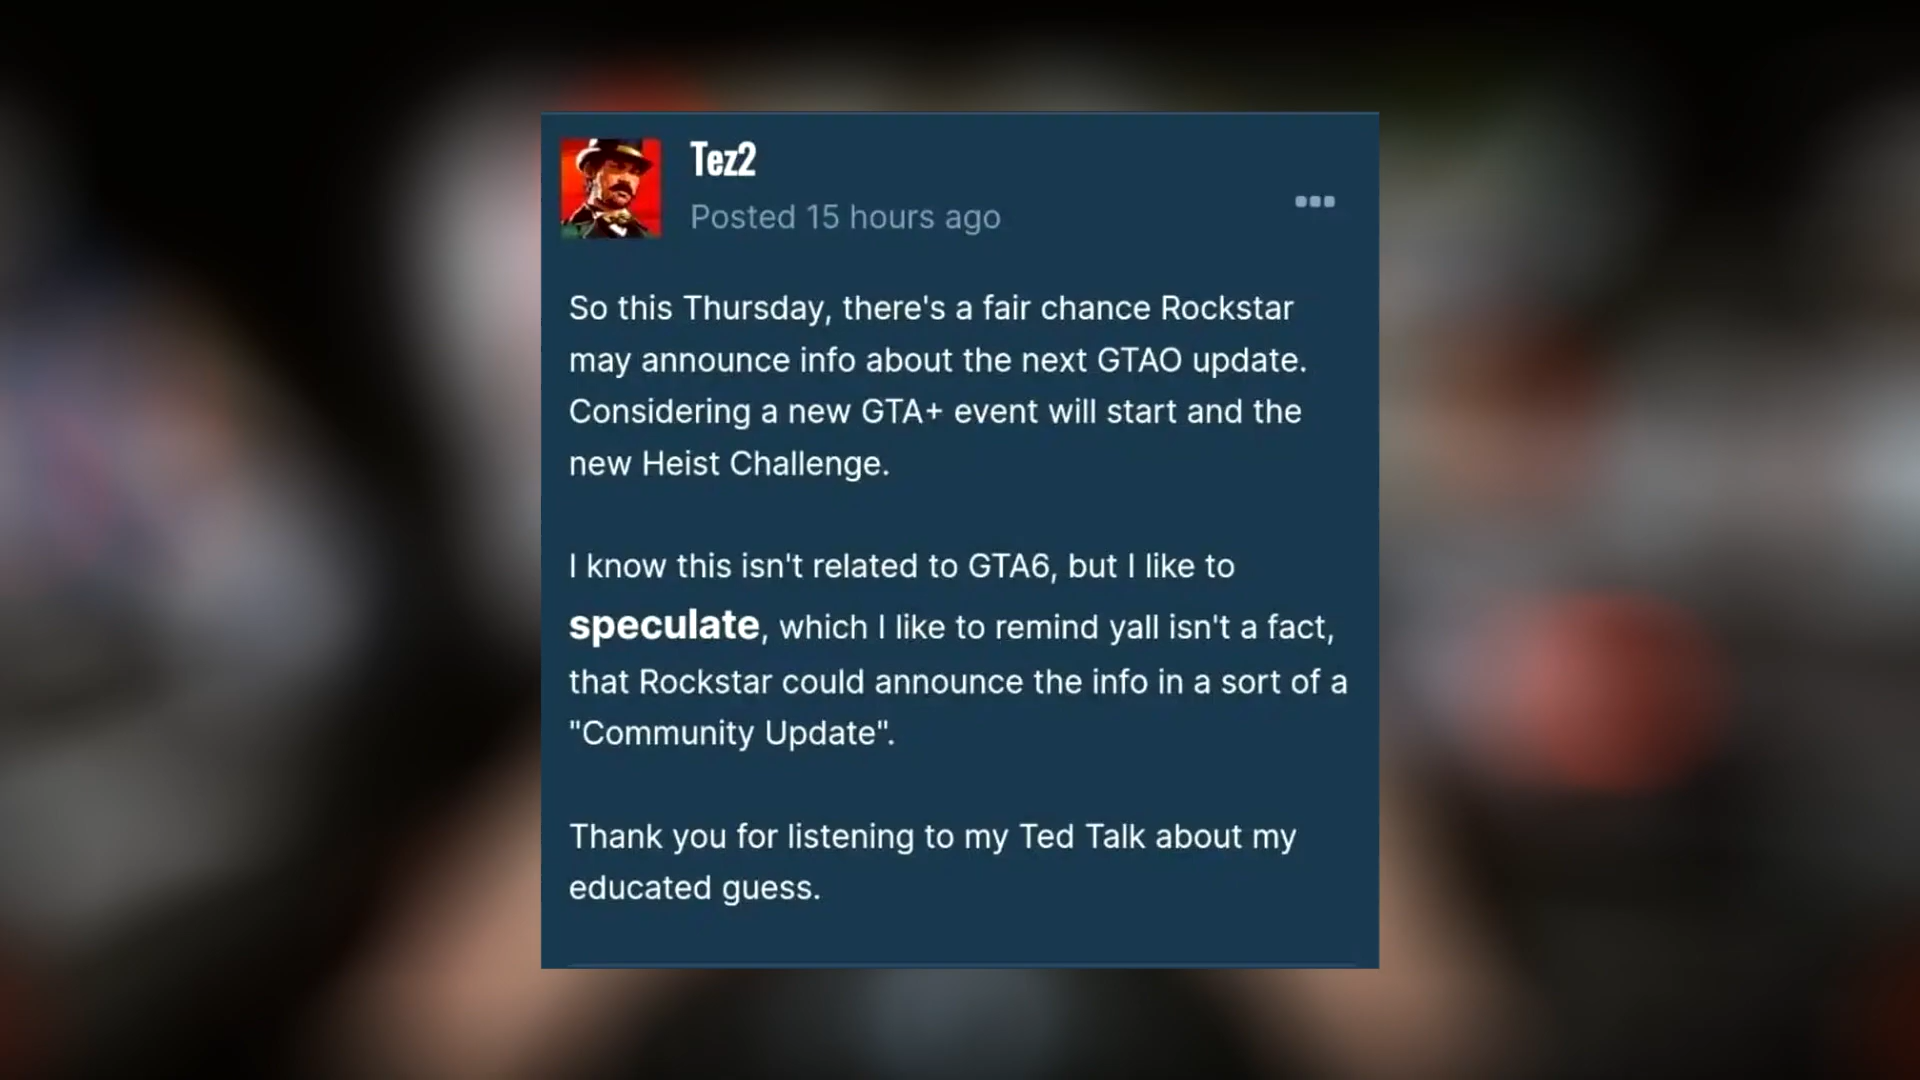 Tez2
Posted 15 hours ago
So this Thursday, there's a fair chance Rockstar
may announce info about the next GTAO update.
Considering a new GTA+ event will start and the
new Heist Challenge.
I know this isn't related to GTA6, but I like to
speculate, which I like to remind yall isn't a fact,
that Rockstar could announce the info in a sort of a
"Community Update".
Thank you for listening to my Ted Talk about my
educated guess.